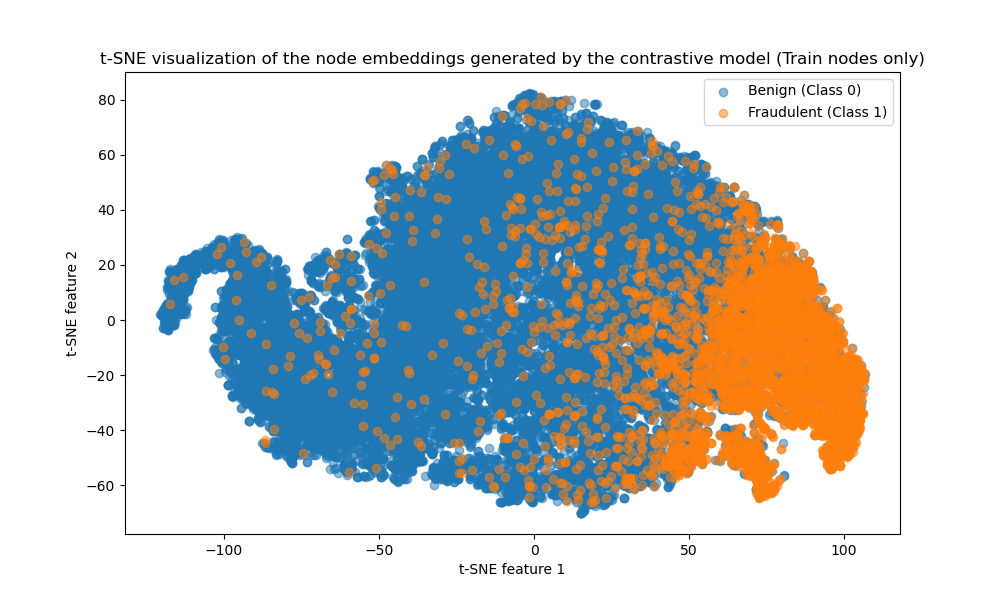 t-SNE visualization of the node embeddings generated by the contrastive model (Train nodes only)
Benign (Class 0)
Fraudulent (Class 1)
80
60
40
20
0
−20
−40
−60
t-SNE feature 2
−100
−50
0
50
100
t-SNE feature 1